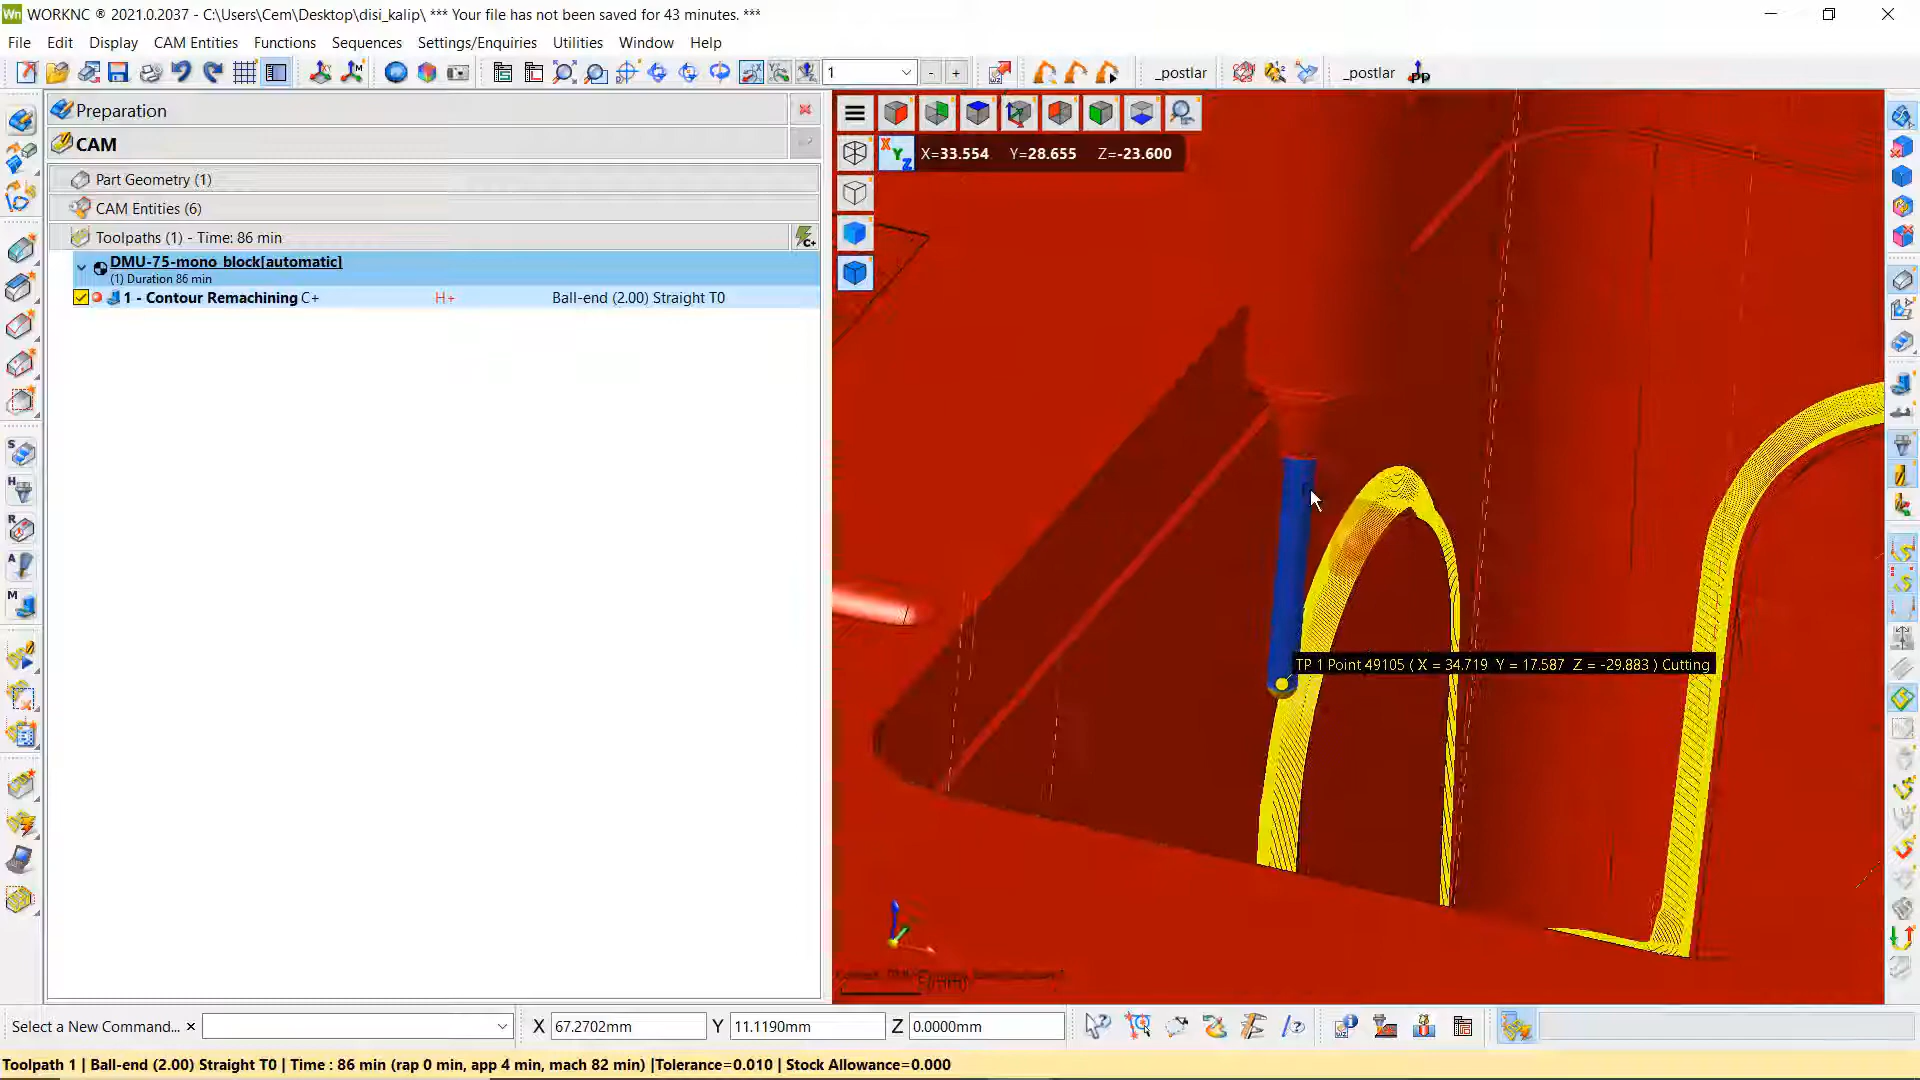 WORKNC ® 2021.0.2037 - C:\Users\Cem\Desktop\disi_kalip\ *** Your file has not been saved for 43 minutes. ***
File Edit Display CAM Entities Functions Sequences Settings/Enquiries Utilities Window Help
1 - + _postlar _postlar
Preparation
CAM
X=33.554 Y=28.655 Z=-23.600
Part Geometry (1)
CAM Entities (6)
Toolpaths (1) - Time: 86 min
DMU-75-mono_block[automatic]
(1) Duration 86 min
1 - Contour Remachining C+ H+ Ball-end (2.00) Straight T0
TP 1 Point 49105 ( X = 34.719 Y = 17.587 Z = -29.883 ) Cutting
Select a New Command... × X 67.2702mm Y 11.1190mm Z 0.0000mm
Toolpath 1 | Ball-end (2.00) Straight T0 | Time : 86 min (rap 0 min, app 4 min, mach 82 min) |Tolerance=0.010 | Stock Allowance=0.000